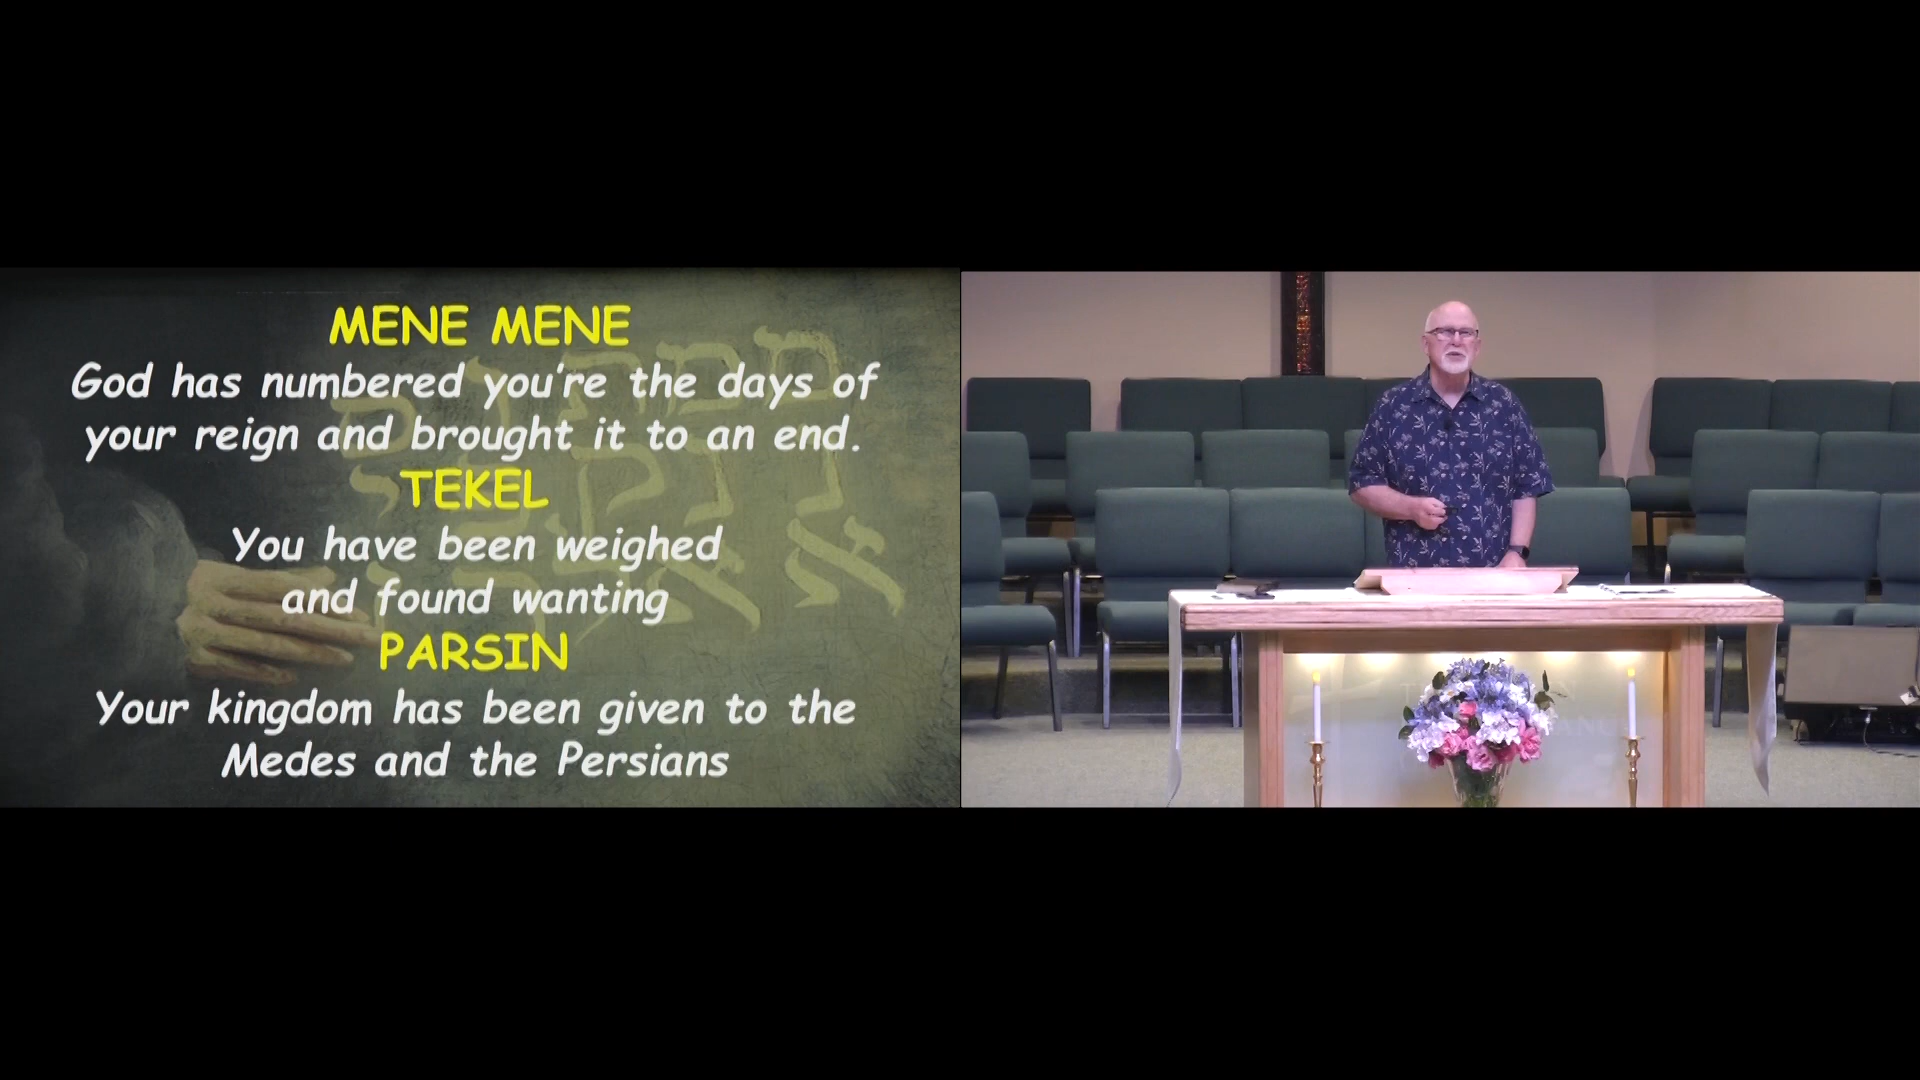 MENE MENE
God has numbered you're the days of
your reign and brought it to an end.
TEKEL
You have been weighed
and found wanting
PARSIN
Your kingdom has been given to the
Medes and the Persians